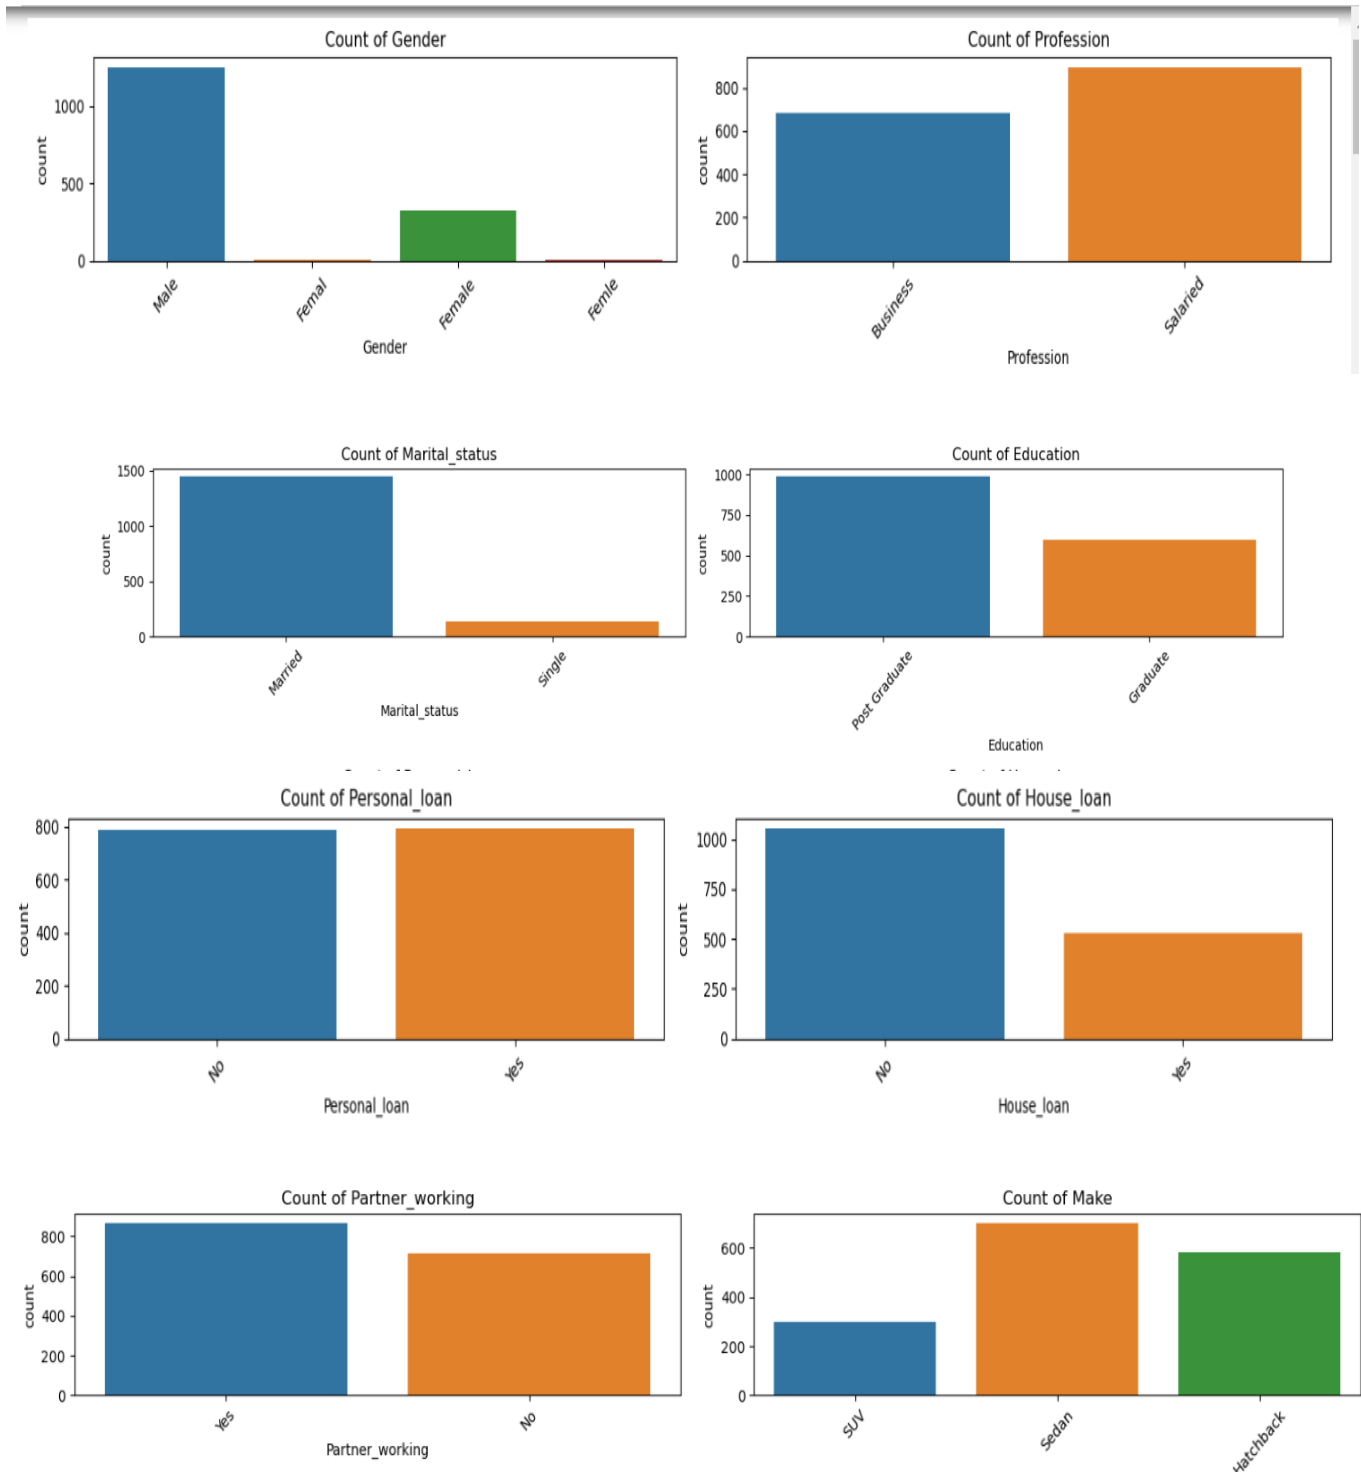 Count of Gender
Count of Profession
1000
500
0
count
Male
Femal
Female
Femle
Gender
800
600
400
200
0
count
Business
Salaried
Profession
Count of Marital_status
Count of Education
1500
1000
500
0
count
Married
Single
Marital_status
1000
750
500
250
0
count
Post Graduate
Graduate
Education
Count of Personal_loan
Count of House_loan
800
600
400
200
0
count
No
Yes
Personal_loan
1000
750
500
250
0
count
No
Yes
House_loan
Count of Partner_working
Count of Make
800
600
400
200
0
count
Yes
No
Partner_working
600
400
200
0
count
SUV
Sedan
Hatchback